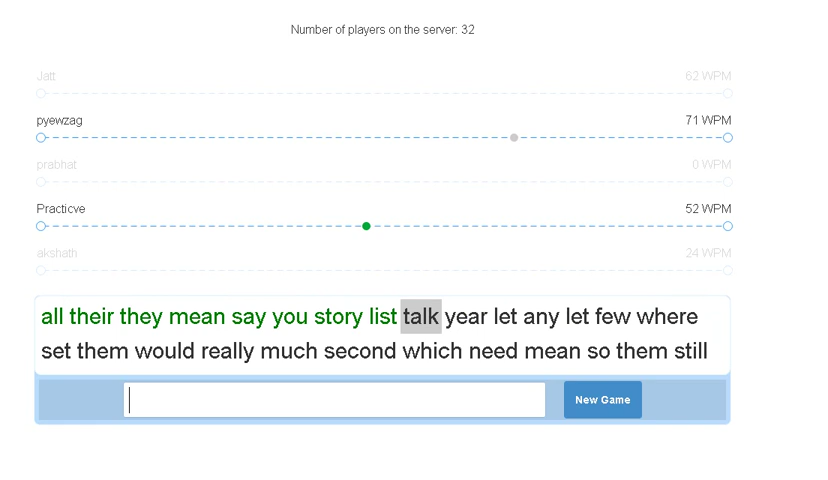 Number of players on the server: 32
Jatt 62 WPM
pyewzag 71 WPM
prabhat 0 WPM
Practicve 52 WPM
akshath 24 WPM
all their they mean say you story list talk year let any let few where
set them would really much second which need mean so them still
New Game